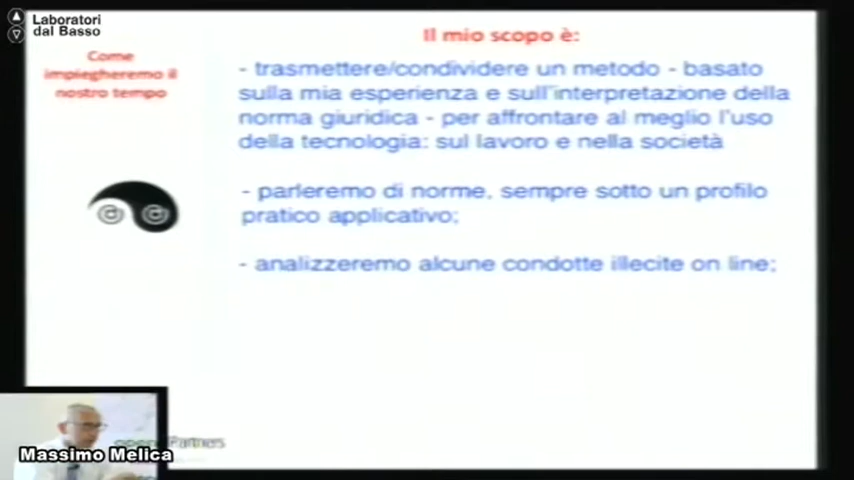 Laboratori
dal Basso
Come
impiegheremo il
nostro tempo
Il mio scopo è:
- trasmettere/condividere un metodo - basato
sulla mia esperienza e sull'interpretazione della
norma giuridica - per affrontare al meglio l'uso
della tecnologia: sul lavoro e nella società
- parleremo di norme, sempre sotto un profilo
pratico applicativo;
- analizzeremo alcune condotte illecite on line;
Partners
Massimo Melica